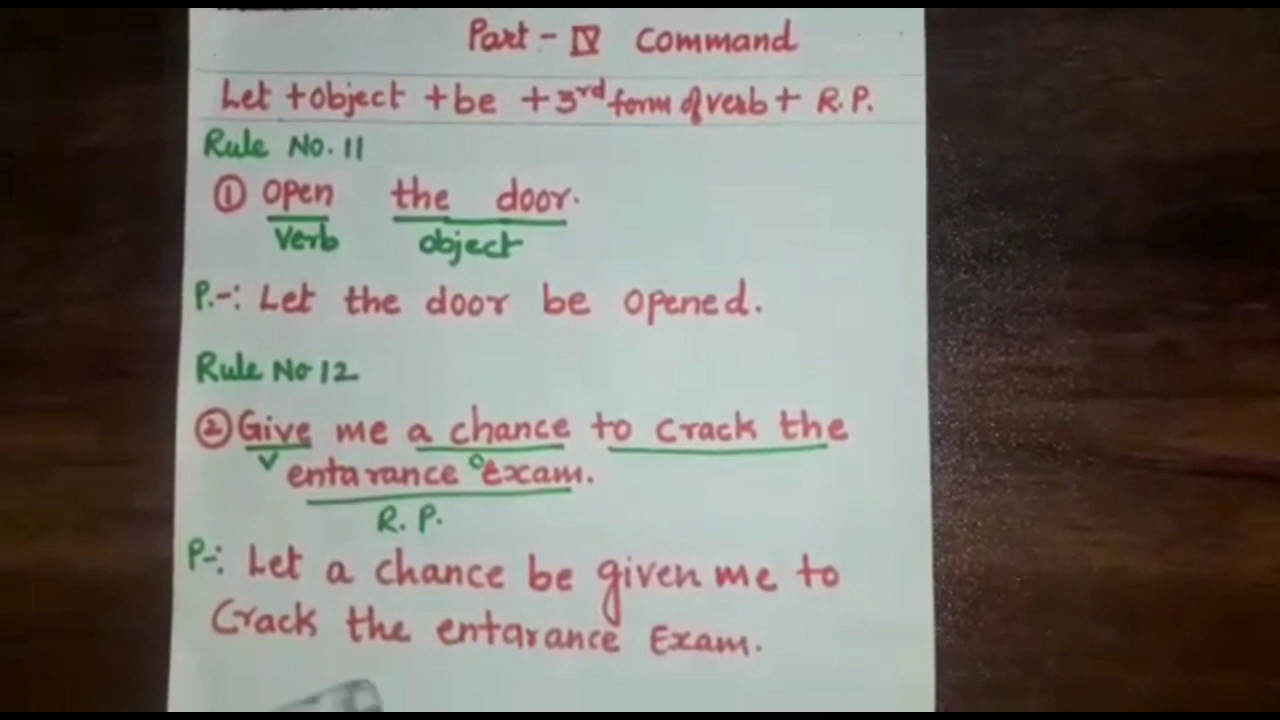 Part - IV Command
Let + object + be + 3rd form of verb + R.P.
Rule No. 11
① Open the door.
Verb object
P.-: Let the door be opened.
Rule No 12
② Give me a chance to crack the
V O
entarance Exam.
R. P.
P-: Let a chance be given me to
Crack the entarance Exam.